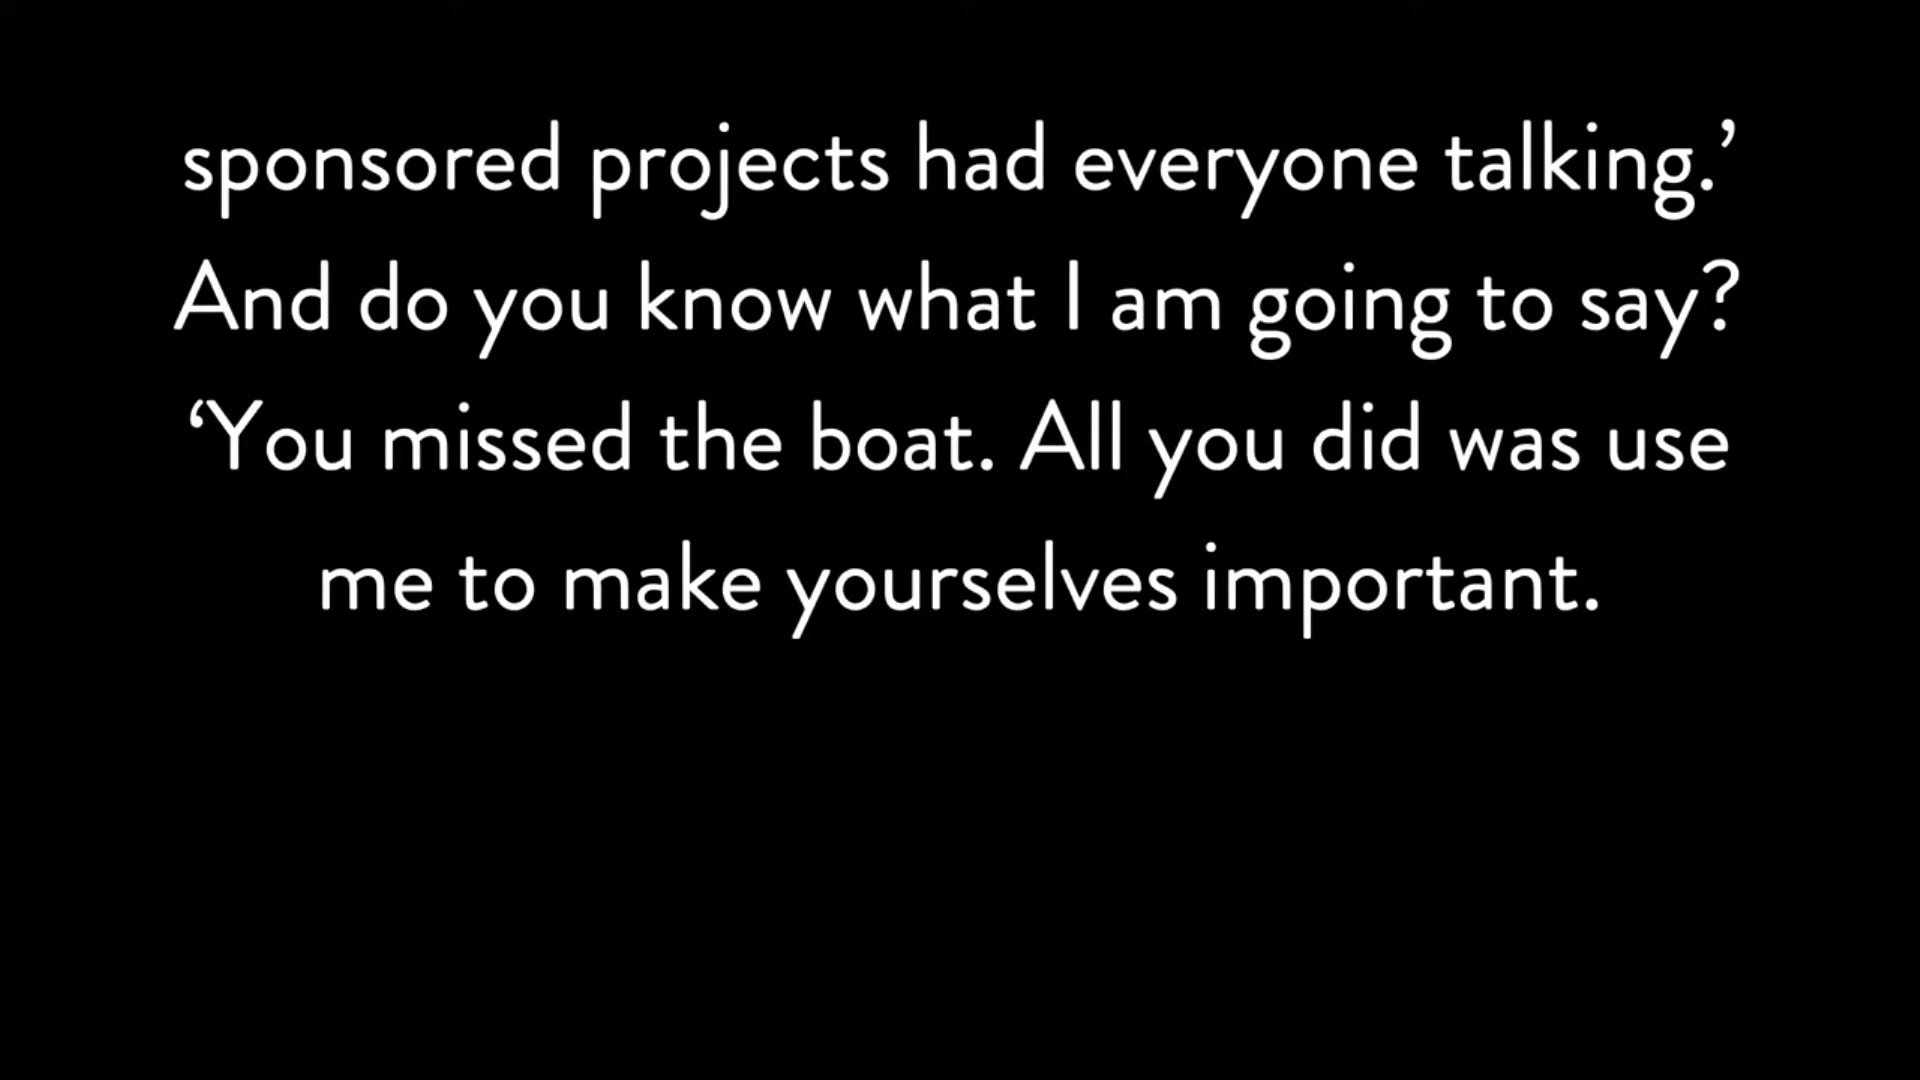 sponsored projects had everyone talking.’
And do you know what I am going to say?
‘You missed the boat. All you did was use
me to make yourselves important.